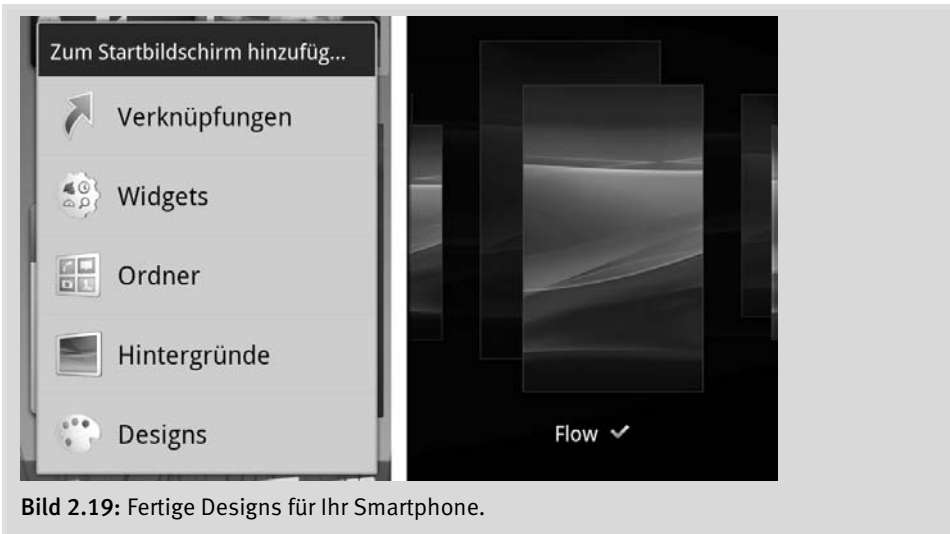 Zum Startbildschirm hinzufüg...
Verknüpfungen
Widgets
Ordner
Hintergründe
Designs
Flow
Bild 2.19: Fertige Designs für Ihr Smartphone.